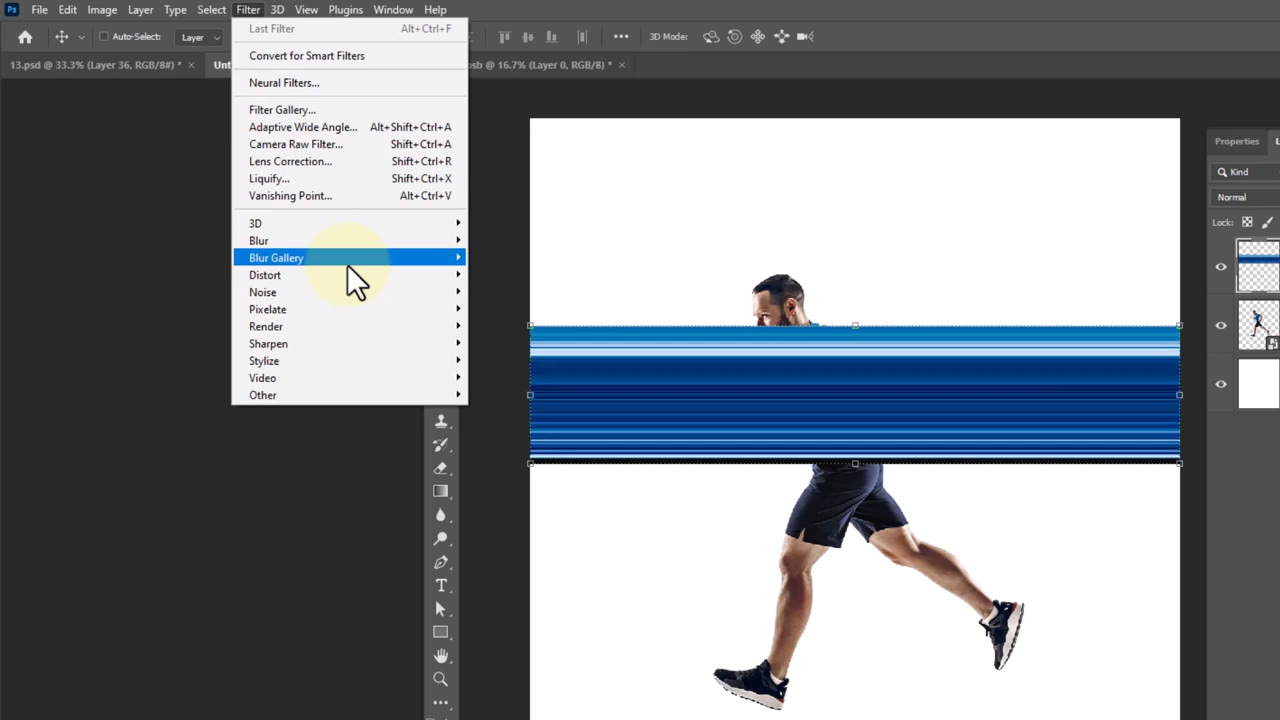 Ps File Edit Image Layer Type Select Filter 3D View Plugins Window Help
Auto-Select: Layer 3D Mode:
13.psd @ 33.3% (Layer 36, RGB/8#) * × Unt sb @ 16.7% (Layer 0, RGB/8) * ×
Last Filter Alt+Ctrl+F
Convert for Smart Filters
Neural Filters...
Filter Gallery...
Adaptive Wide Angle... Alt+Shift+Ctrl+A
Camera Raw Filter... Shift+Ctrl+A
Lens Correction... Shift+Ctrl+R
Liquify... Shift+Ctrl+X
Vanishing Point... Alt+Ctrl+V
3D
Blur
Blur Gallery
Distort
Noise
Pixelate
Render
Sharpen
Stylize
Video
Other
Properties L
Kind
Normal
Lock:
T